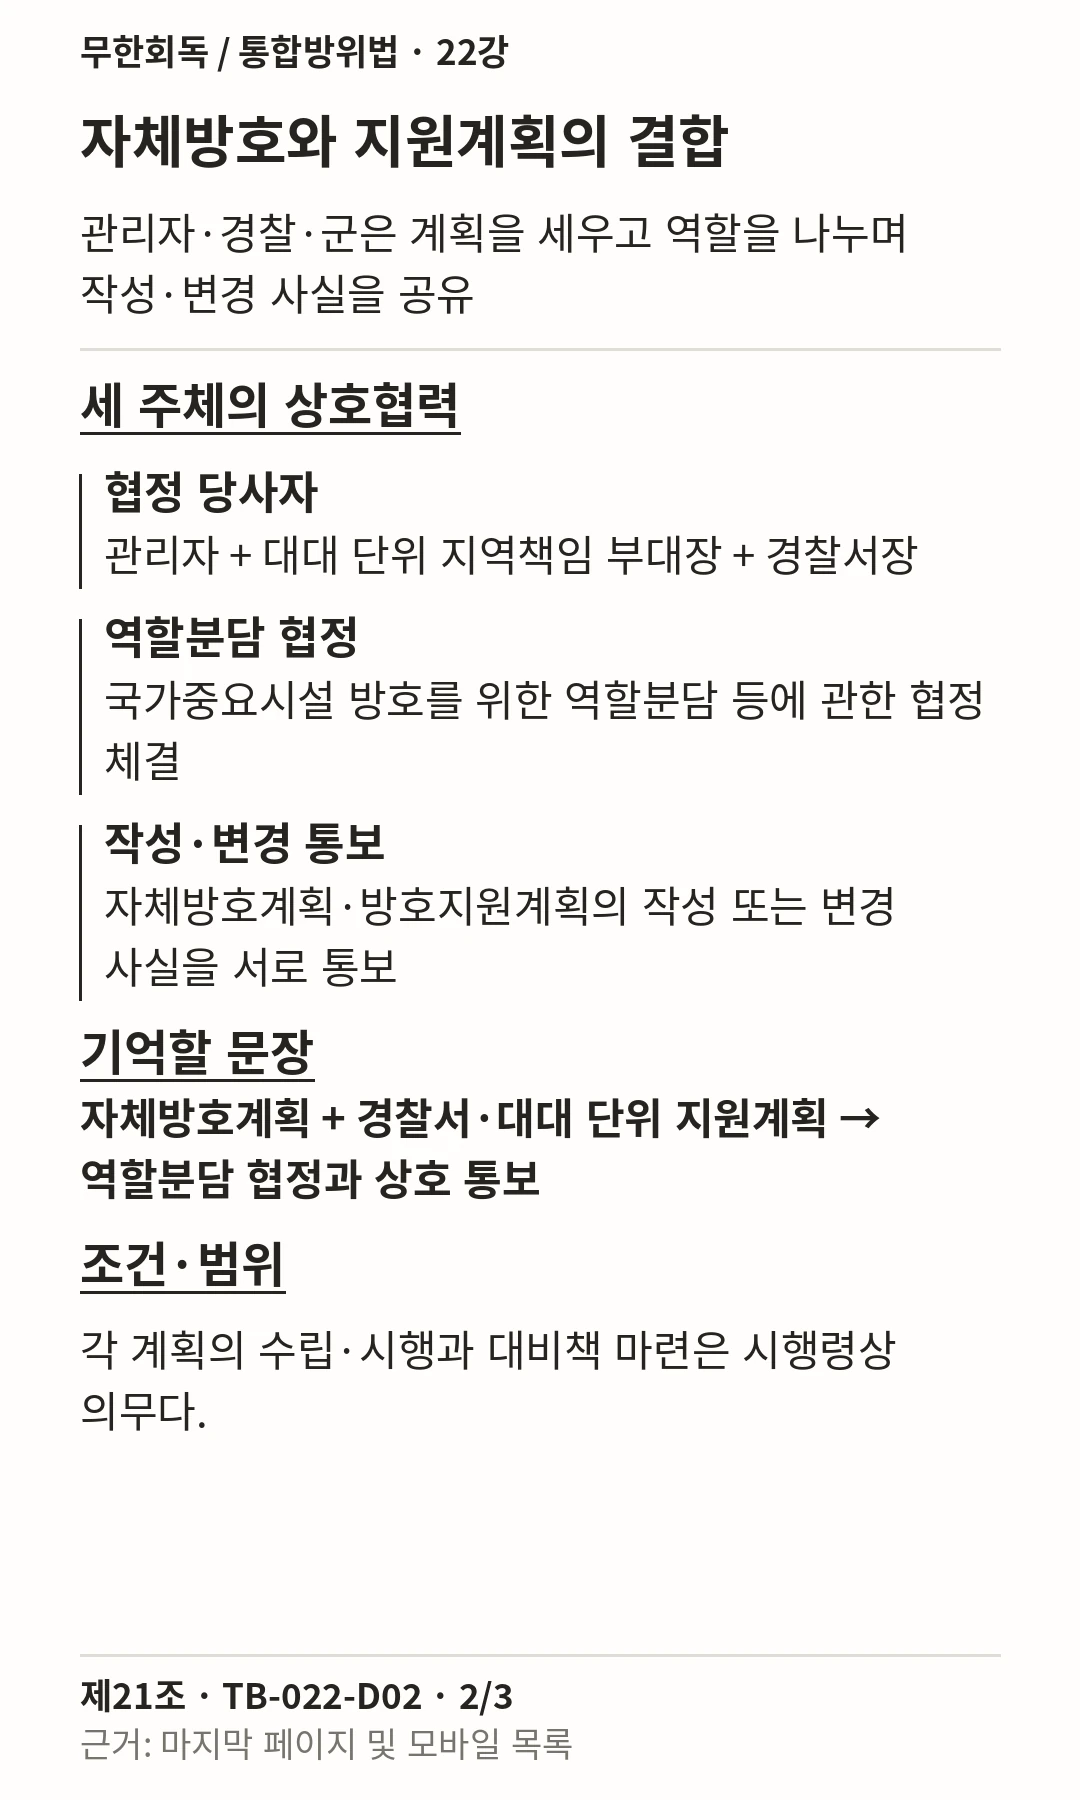 무한회독 / 통합방위법 · 22강
자체방호와 지원계획의 결합
관리자·경찰·군은 계획을 세우고 역할을 나누며
작성·변경 사실을 공유
세 주체의 상호협력
협정 당사자
관리자 + 대대 단위 지역책임 부대장 + 경찰서장
역할분담 협정
국가중요시설 방호를 위한 역할분담 등에 관한 협정
체결
작성·변경 통보
자체방호계획·방호지원계획의 작성 또는 변경
사실을 서로 통보
기억할 문장
자체방호계획 + 경찰서·대대 단위 지원계획 →
역할분담 협정과 상호 통보
조건·범위
각 계획의 수립·시행과 대비책 마련은 시행령상
의무다.
제21조 · TB-022-D02 · 2/3
근거: 마지막 페이지 및 모바일 목록